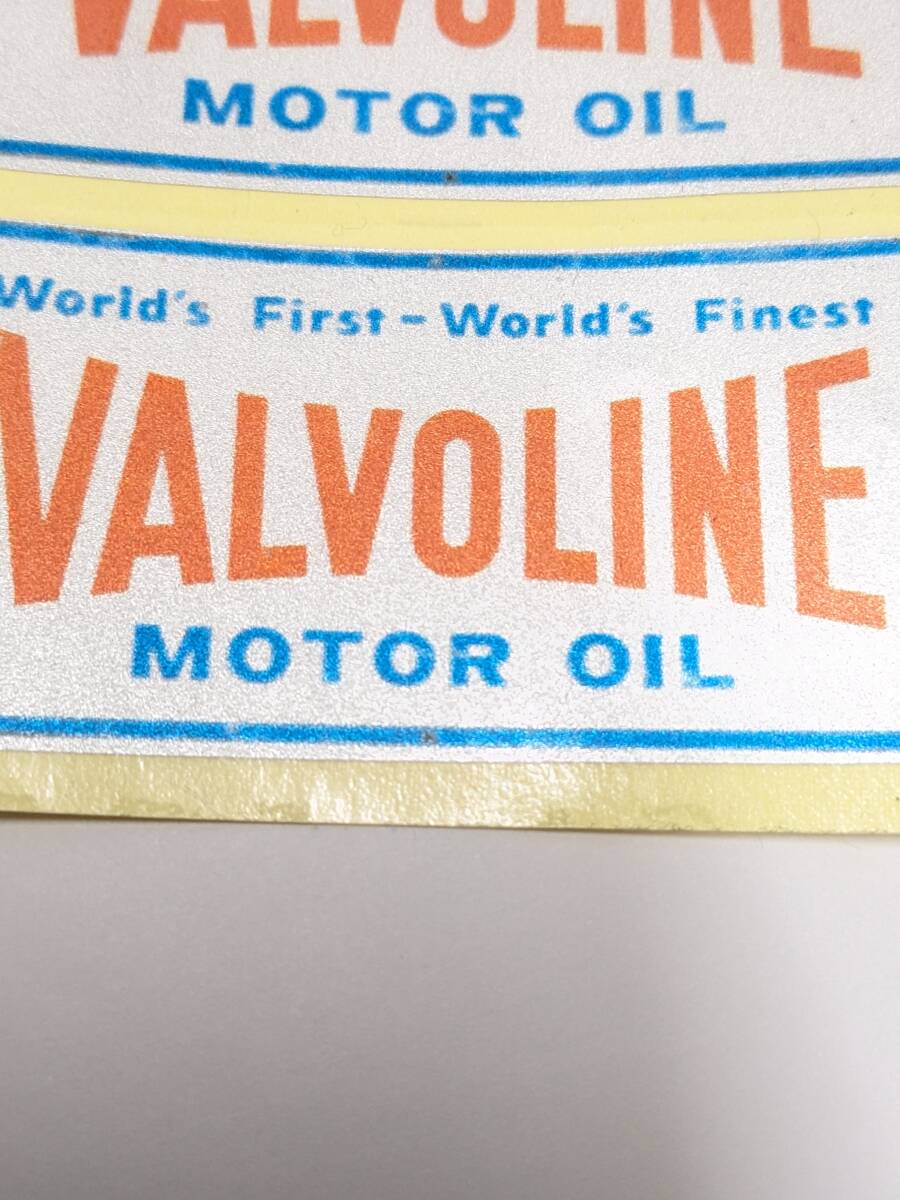 VALVOLINE
MOTOR OIL
World's First - World's Finest
VALVOLINE
MOTOR OIL